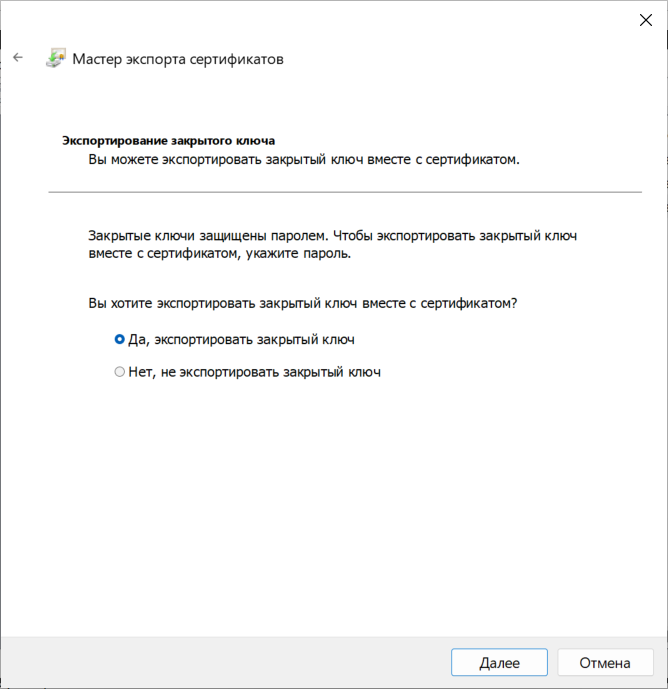 Мастер экспорта сертификатов
Экспортирование закрытого ключа
Вы можете экспортировать закрытый ключ вместе с сертификатом.
Закрытые ключи защищены паролем. Чтобы экспортировать закрытый ключ
вместе с сертификатом, укажите пароль.
Вы хотите экспортировать закрытый ключ вместе с сертификатом?
Да, экспортировать закрытый ключ
Нет, не экспортировать закрытый ключ
Далее
Отмена